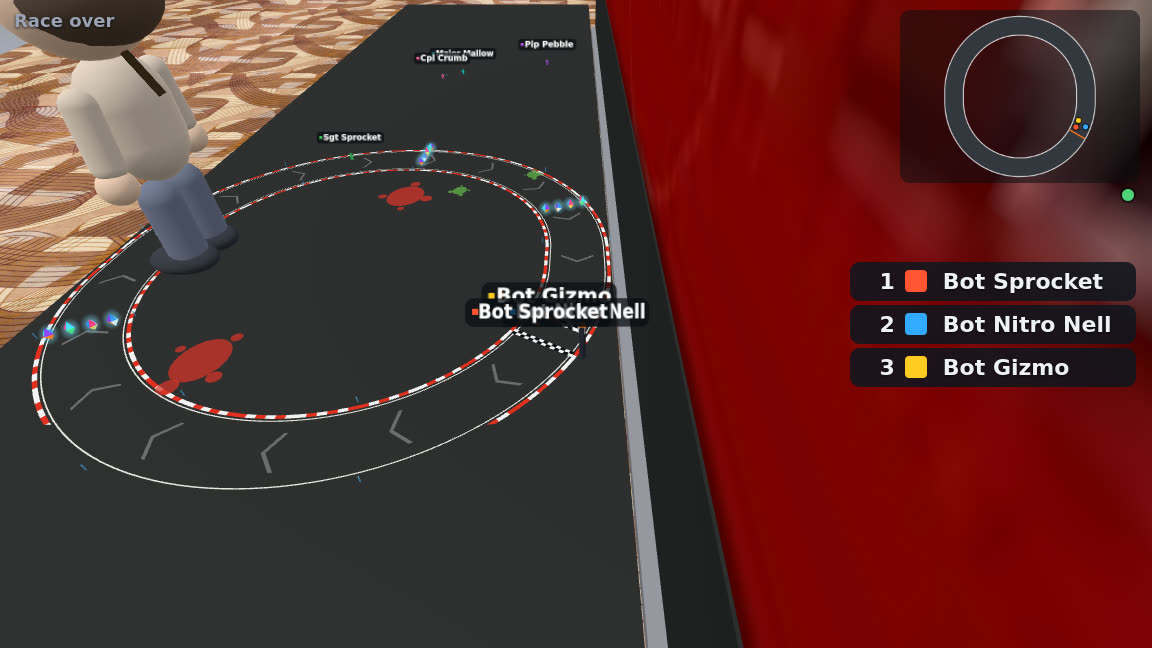 Race over
Pip Pebble
Mallow
Cpl Crumb
Sgt Sprocket
Bot Gizmo
Bot Sprocket Nell
1 Bot Sprocket
2 Bot Nitro Nell
3 Bot Gizmo